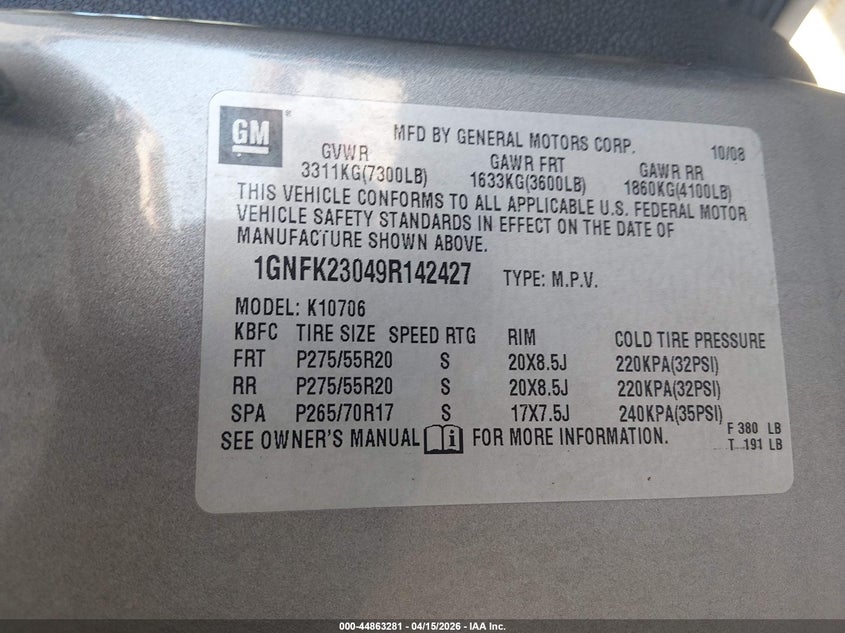 GM®
MFD BY GENERAL MOTORS CORP. 10/08
GVWR GAWR FRT GAWR RR
3311KG(7300LB) 1633KG(3600LB) 1860KG(4100LB)
THIS VEHICLE CONFORMS TO ALL APPLICABLE U.S. FEDERAL MOTOR
VEHICLE SAFETY STANDARDS IN EFFECT ON THE DATE OF
MANUFACTURE SHOWN ABOVE.
1GNFK23049R142427 TYPE: M.P.V.
MODEL: K10706
KBFC TIRE SIZE SPEED RTG RIM COLD TIRE PRESSURE
FRT P275/55R20 S 20X8.5J 220KPA(32PSI)
RR P275/55R20 S 20X8.5J 220KPA(32PSI)
SPA P265/70R17 S 17X7.5J 240KPA(35PSI)
F 380 LB
SEE OWNER'S MANUAL i FOR MORE INFORMATION.
T 191 LB
000-44863281 - 04/15/2026 - IAA Inc.